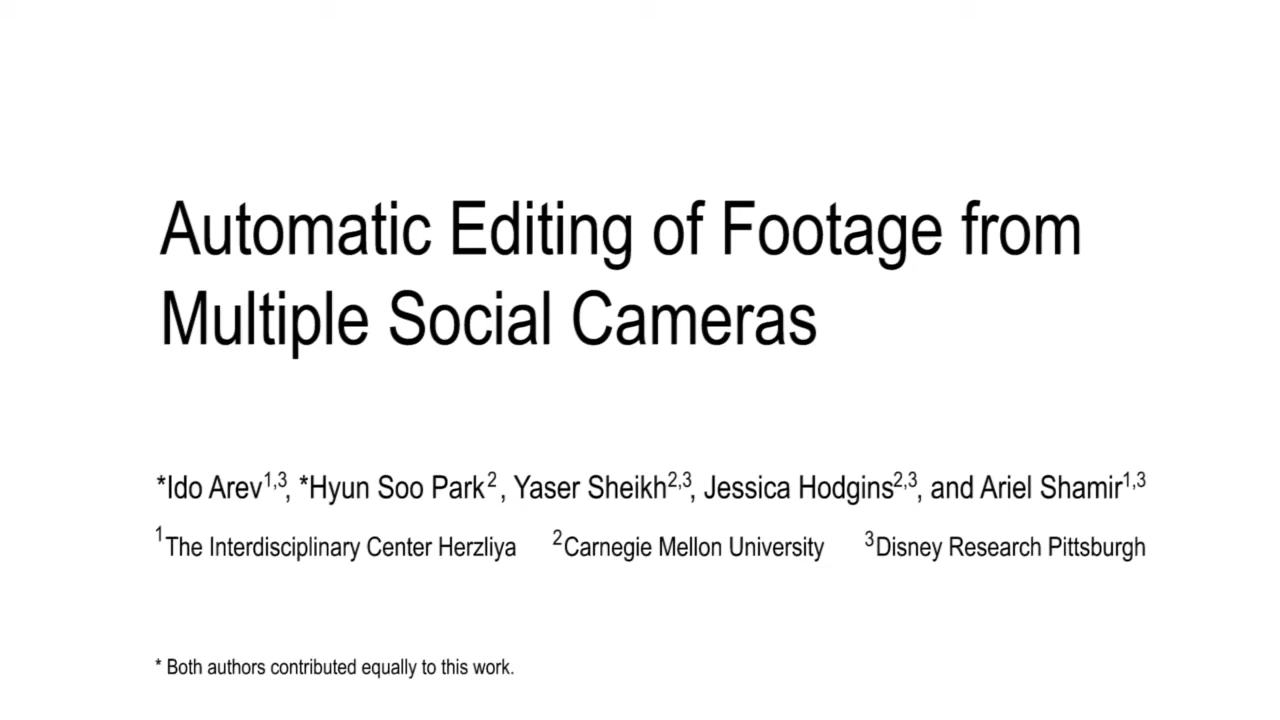 Automatic Editing of Footage from
Multiple Social Cameras
*Ido Arev1,3, *Hyun Soo Park2, Yaser Sheikh2,3, Jessica Hodgins2,3, and Ariel Shamir1,3
1The Interdisciplinary Center Herzliya 2Carnegie Mellon University 3Disney Research Pittsburgh
* Both authors contributed equally to this work.